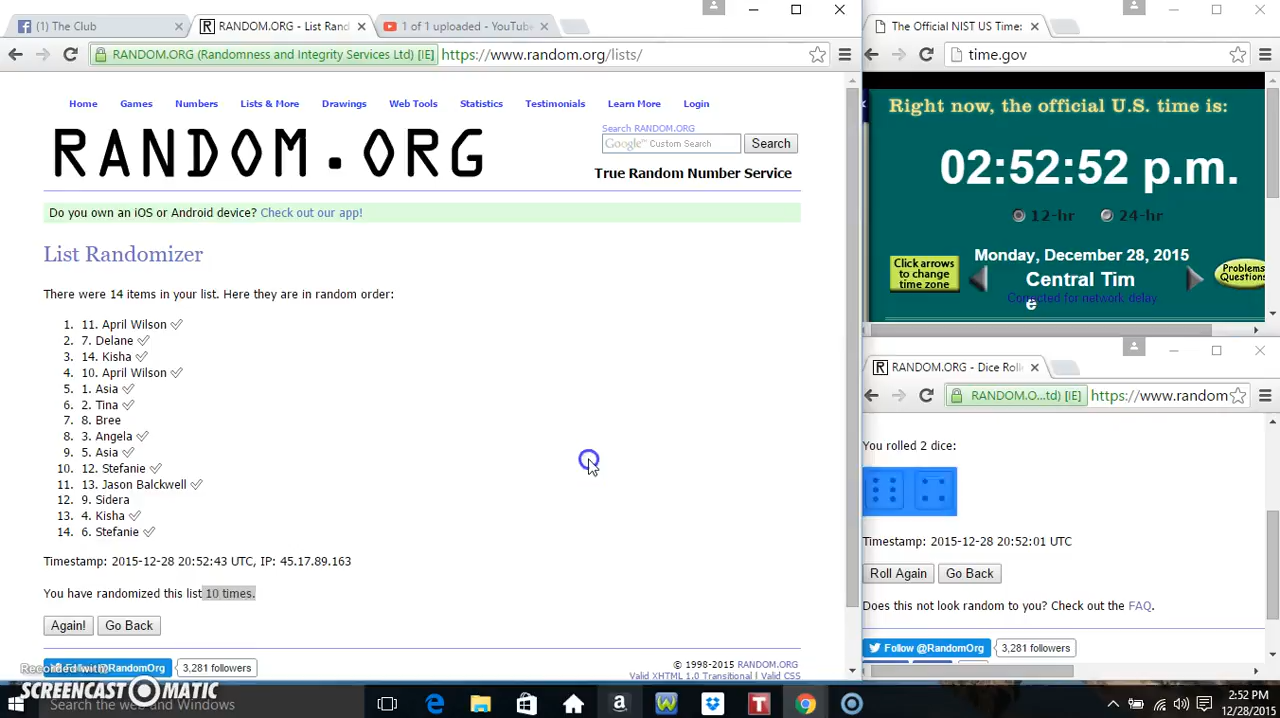 (1) The Club
RANDOM.ORG - List Rand
1 of 1 uploaded - YouTube
RANDOM.ORG (Randomness and Integrity Services Ltd) [IE] https://www.random.org/lists/
Home Games Numbers Lists & More Drawings Web Tools Statistics Testimonials Learn More Login
RANDOM.ORG
Search RANDOM.ORG
Google™ Custom Search Search
True Random Number Service
Do you own an iOS or Android device? Check out our app!
List Randomizer
There were 14 items in your list. Here they are in random order:
1. 11. April Wilson ✓
2. 7. Delane ✓
3. 14. Kisha ✓
4. 10. April Wilson ✓
5. 1. Asia ✓
6. 2. Tina ✓
7. 8. Bree
8. 3. Angela ✓
9. 5. Asia ✓
10. 12. Stefanie ✓
11. 13. Jason Balckwell ✓
12. 9. Sidera
13. 4. Kisha ✓
14. 6. Stefanie ✓
Timestamp: 2015-12-28 20:52:43 UTC, IP: 45.17.89.163
You have randomized this list 10 times.
Again! Go Back
Follow @RandomOrg 3,281 followers
© 1998-2015 RANDOM.ORG
Valid XHTML 1.0 Transitional | Valid CSS
Recorded with
SCREENCAST-O-MATIC
Search the web and Windows
The Official NIST US Time:
time.gov
Right now, the official U.S. time is:
02:52:52 p.m.
12-hr 24-hr
Monday, December 28, 2015
Click arrows
to change
time zone
Central Tim
e
Corrected for network delay
Problems
Questions
RANDOM.ORG - Dice Roll
RANDOM.O...td) [IE] https://www.random
You rolled 2 dice:
Timestamp: 2015-12-28 20:52:01 UTC
Roll Again Go Back
Does this not look random to you? Check out the FAQ.
Follow @RandomOrg 3,281 followers
2:52 PM
12/28/2015